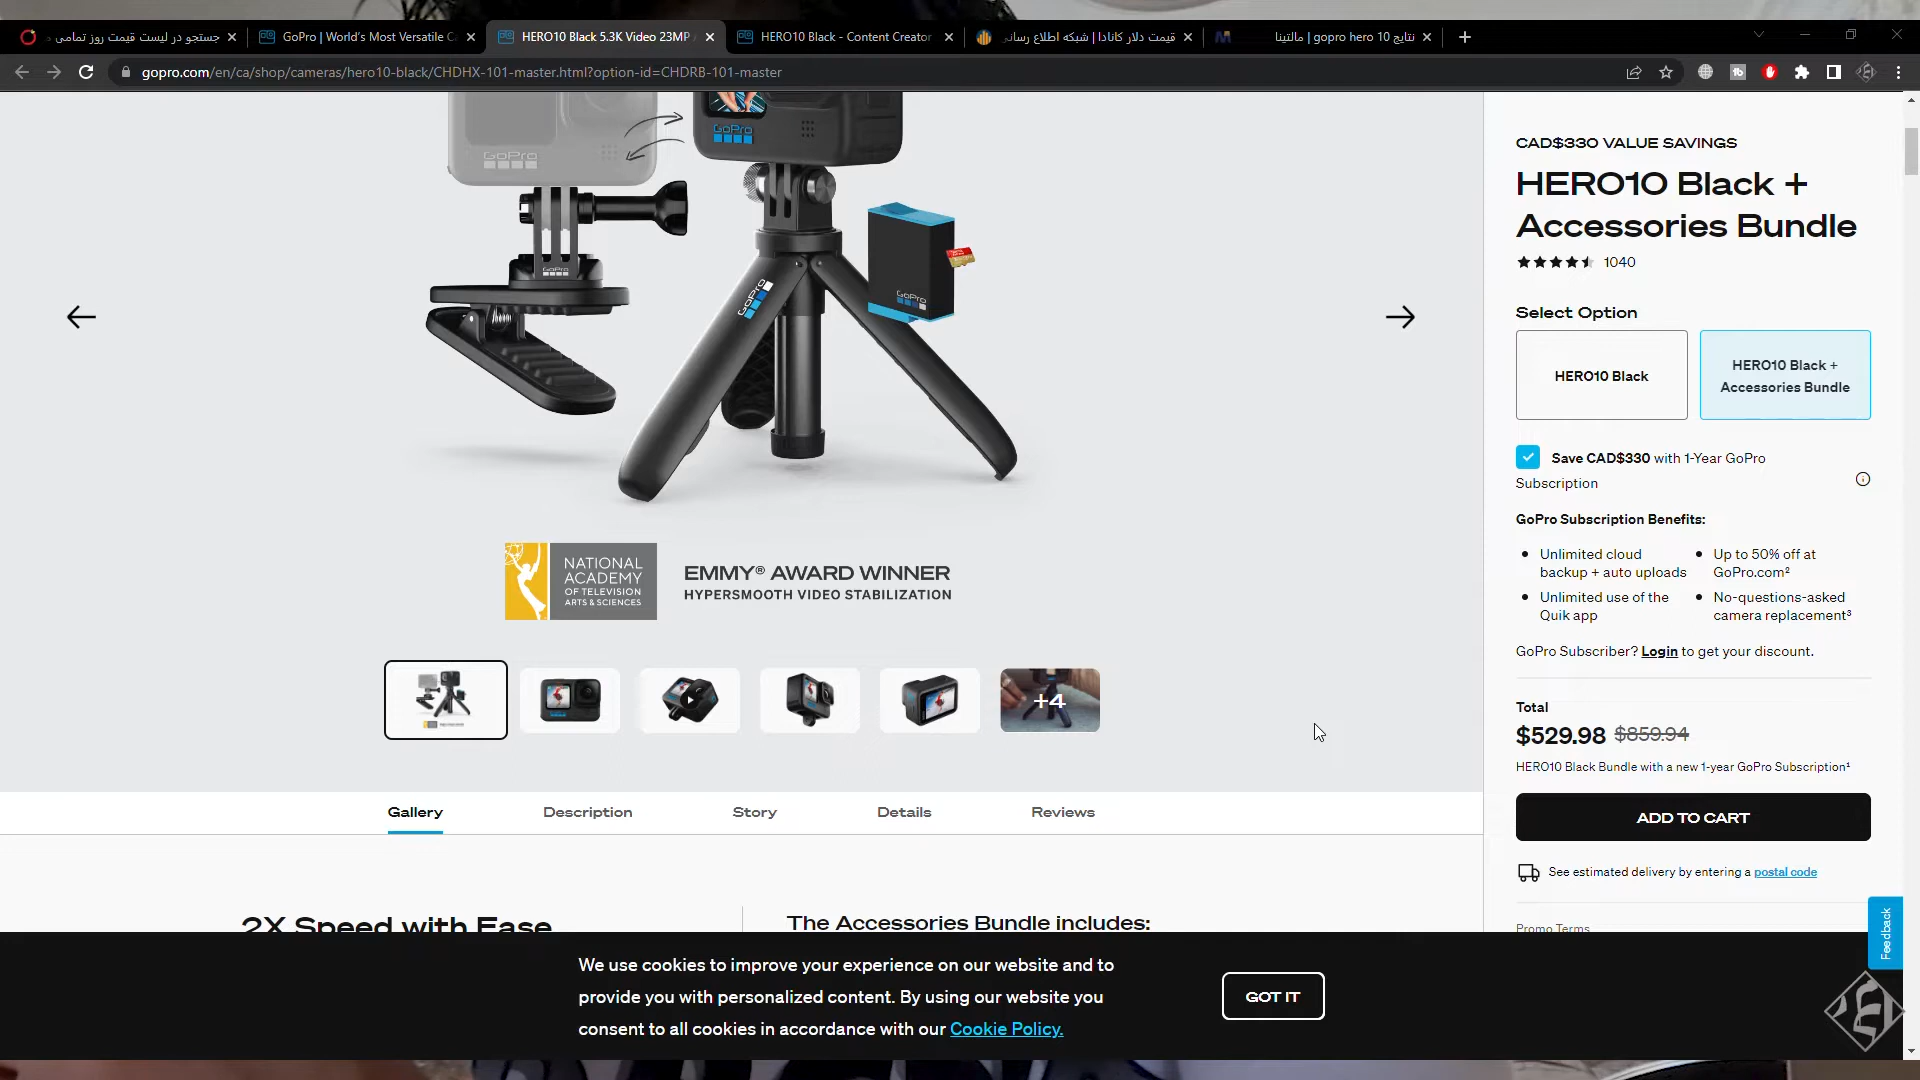 جستجو در لیست قیمت روز تمامی
GoPro | World's Most Versatile C
HERO10 Black 5.3K Video 23MP
HERO10 Black - Content Creator
قیمت دلار کانادا | شبکه اطلاع رسانی
نتایج gopro hero 10 | مالتینا
gopro.com/en/ca/shop/cameras/hero10-black/CHDHX-101-master.html?option-id=CHDRB-101-master
GoPro
GoPro
GoPro
GoPro
GoPro
NATIONAL
ACADEMY
OF TELEVISION
ARTS & SCIENCES
EMMY® AWARD WINNER
HYPERSMOOTH VIDEO STABILIZATION
+4
Gallery
Description
Story
Details
Reviews
2X Speed with Ease
The Accessories Bundle includes:
CAD$330 VALUE SAVINGS
HERO10 Black +
Accessories Bundle
1040
Select Option
HERO10 Black
HERO10 Black +
Accessories Bundle
Save CAD$330 with 1-Year GoPro
Subscription
GoPro Subscription Benefits:
Unlimited cloud
backup + auto uploads
Unlimited use of the
Quik app
Up to 50% off at
GoPro.com²
No-questions-asked
camera replacement³
GoPro Subscriber? Login to get your discount.
Total
$529.98 $859.94
HERO10 Black Bundle with a new 1-year GoPro Subscription¹
ADD TO CART
See estimated delivery by entering a postal code
Promo Terms
Feedback
We use cookies to improve your experience on our website and to
provide you with personalized content. By using our website you
consent to all cookies in accordance with our Cookie Policy.
GOT IT